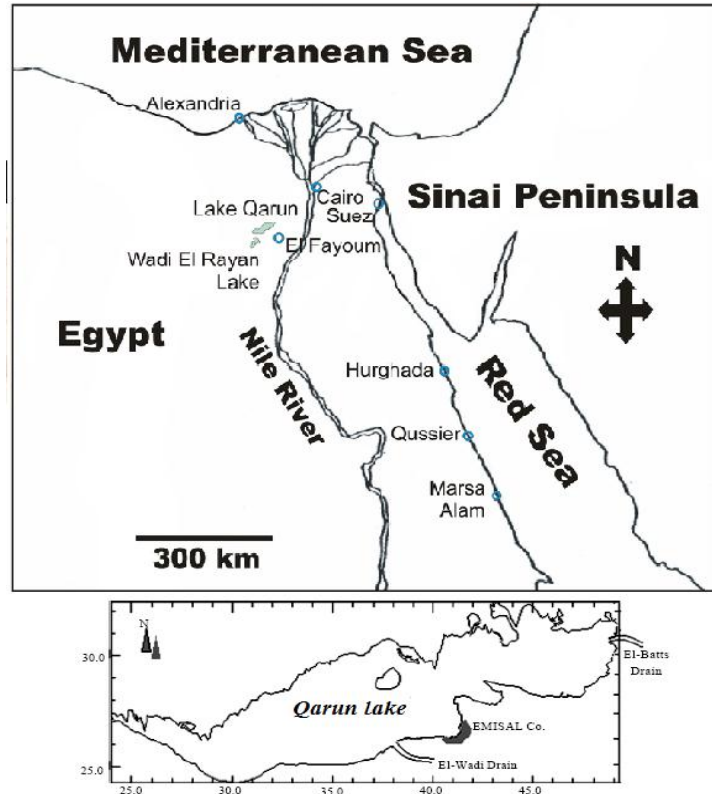 Mediterranean Sea
Alexandria
Cairo
Suez
Sinai Peninsula
Lake Qarun
El Fayoum
Wadi El Rayan
Lake
N
Egypt
Nile River
Hurghada
Red Sea
Qussier
Marsa
Alam
300 km
N
30.0
El-Batts
Drain
Qarun lake
EMISAL Co.
El-Wadi Drain
25.0
25.0
30.0
35.0
40.0
45.0